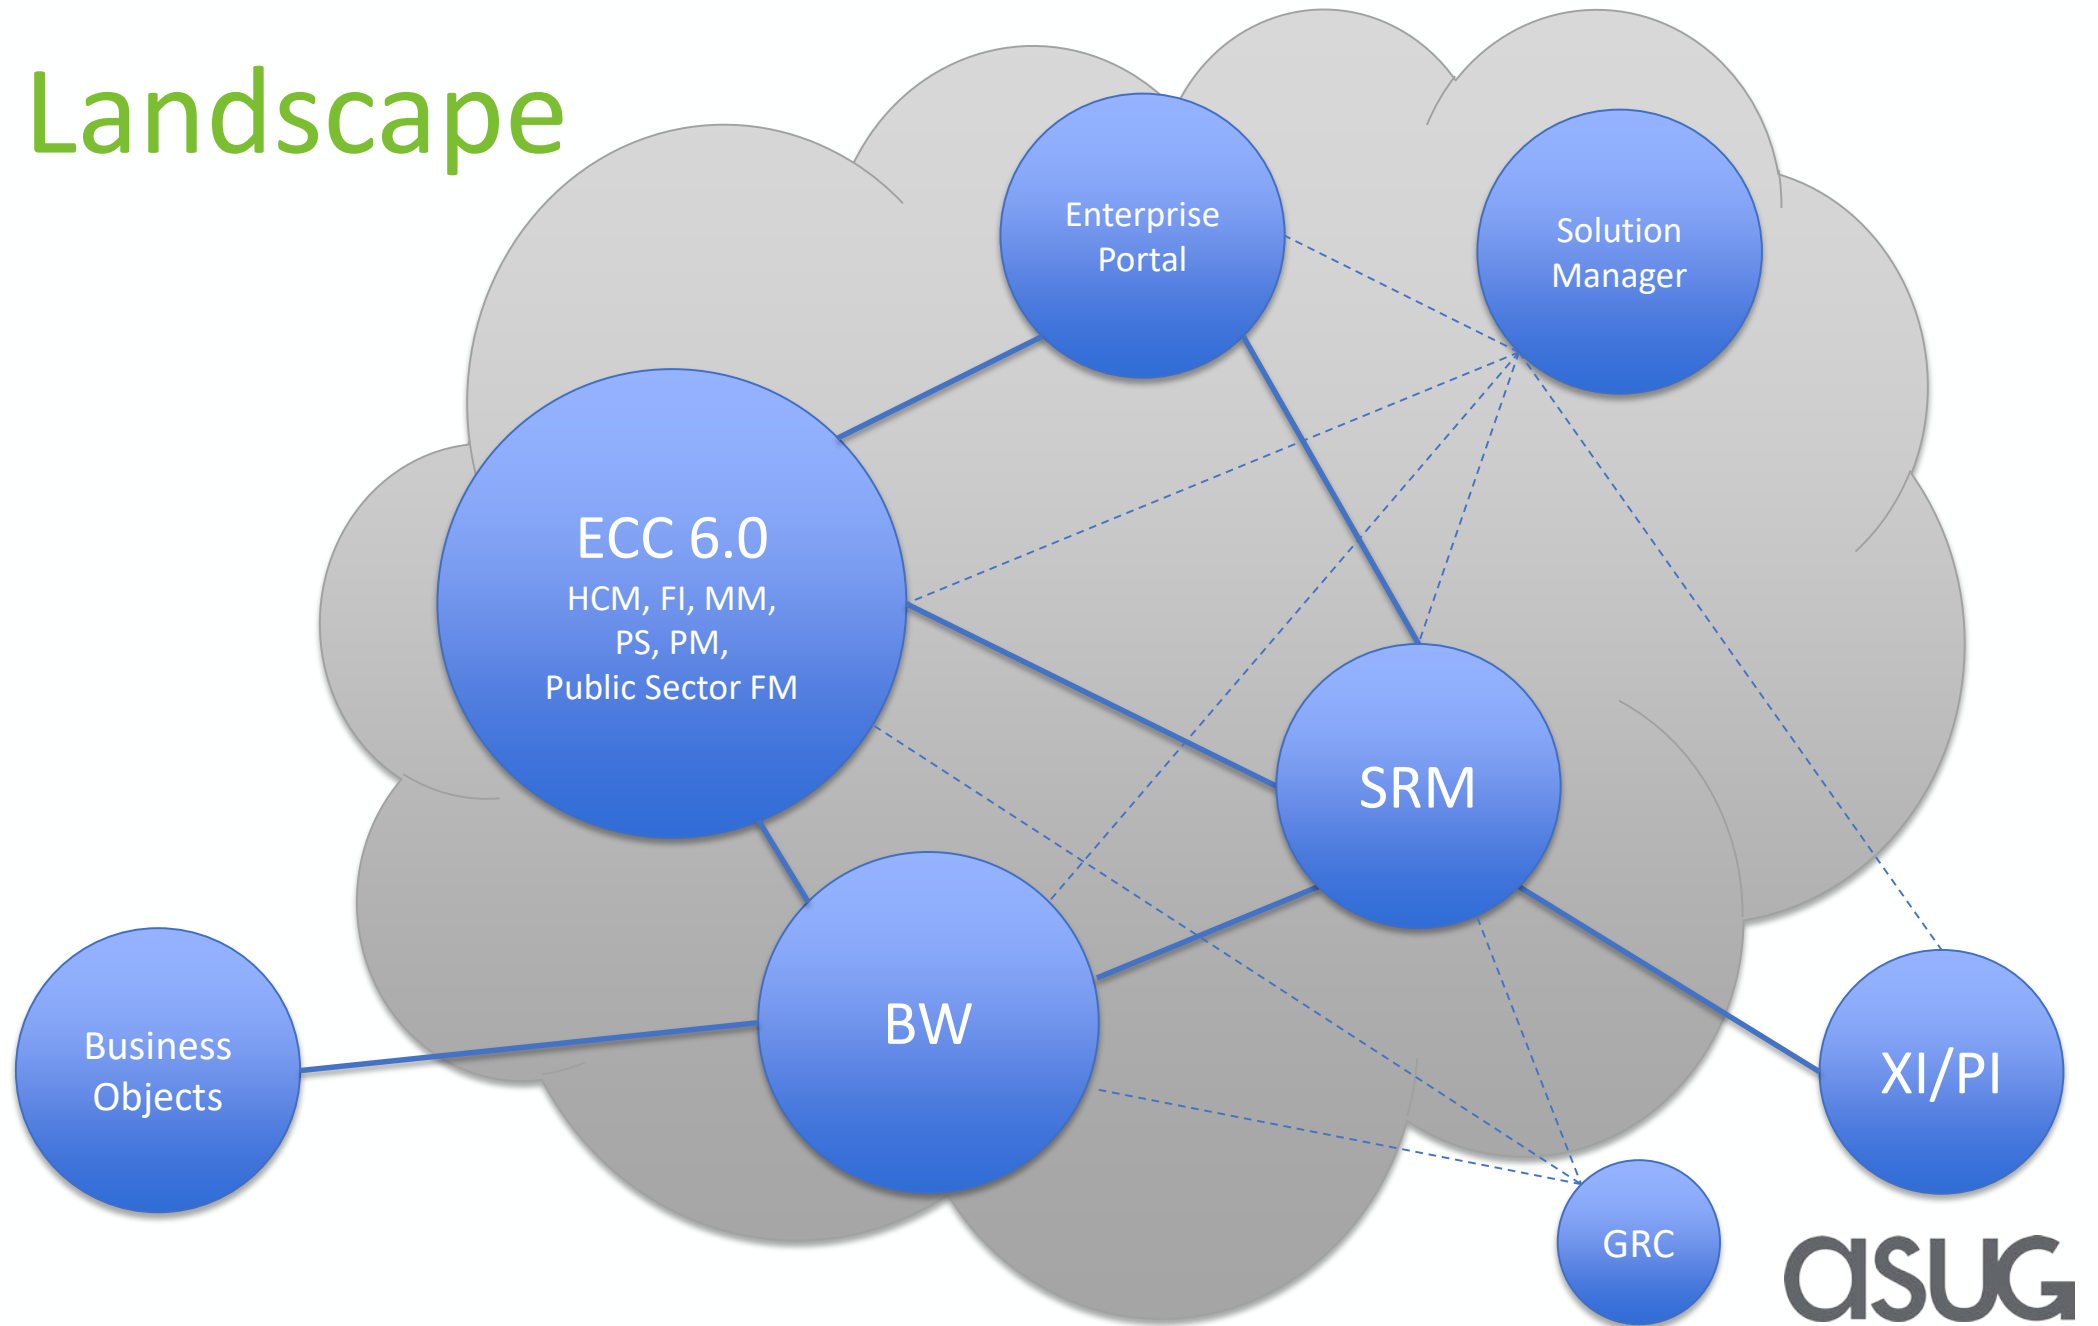 Landscape
Enterprise
Portal
Solution
Manager
ECC 6.0
HCM, FI, MM,
PS, PM,
Public Sector FM
SRM
BW
Business
Objects
XI/PI
GRC
asug